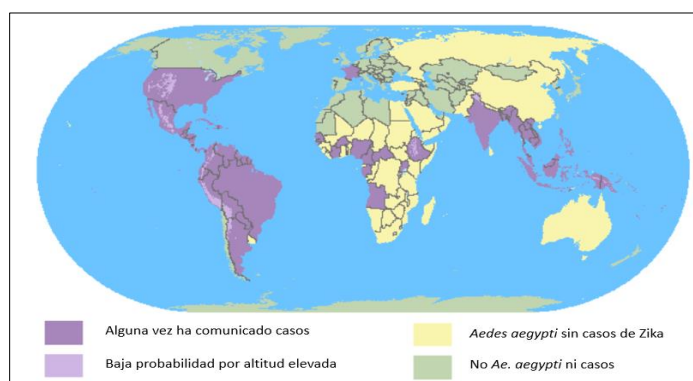 Alguna vez ha comunicado casos
Aedes aegypti sin casos de Zika
Baja probabilidad por altitud elevada
No Ae. aegypti ni casos